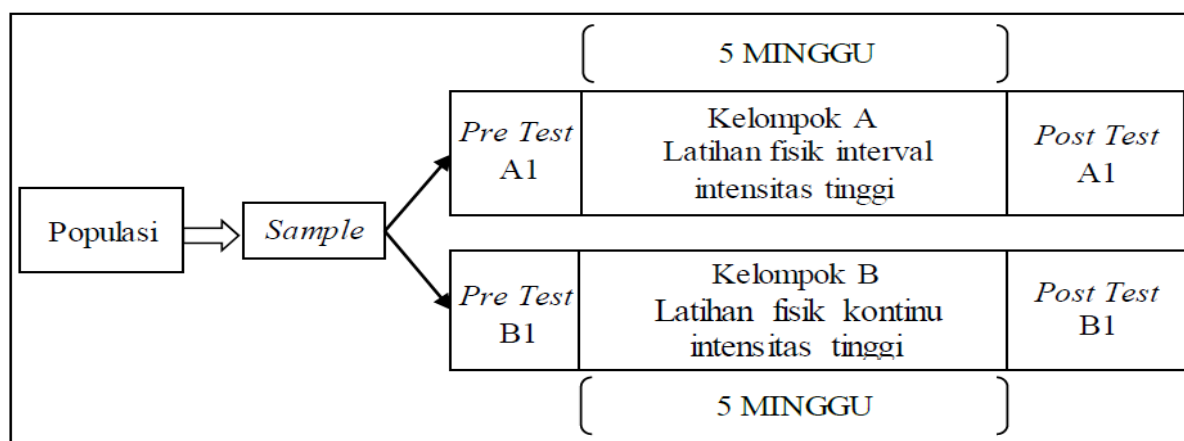 5 MINGGU
Populasi
Sample
Pre Test
A1
Kelompok A
Latihan fisik interval
intensitas tinggi
Post Test
A1
Pre Test
B1
Kelompok B
Latihan fisik kontinu
intensitas tinggi
Post Test
B1
5 MINGGU